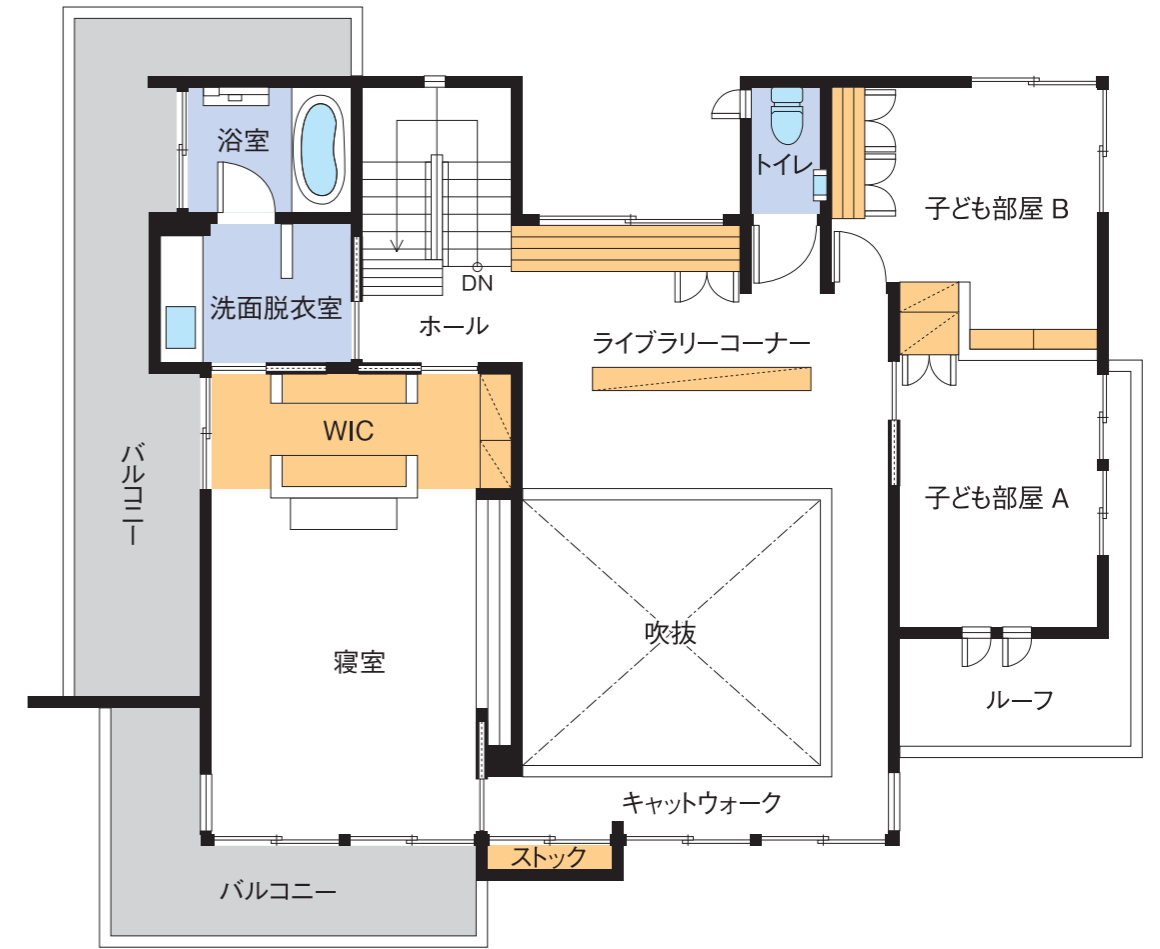 浴室
トイレ
子ども部屋 B
洗面脱衣室
DN
ホール
ライブラリーコーナー
WIC
バルコニー
子ども部屋 A
吹抜
寝室
ルーフ
キャットウォーク
ストック
バルコニー